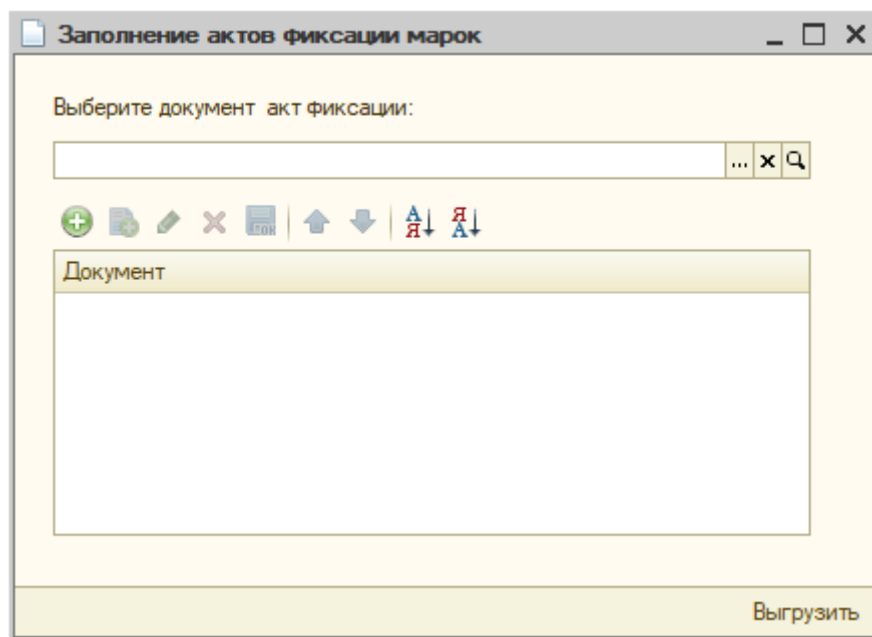 Заполнение актов фиксации марок
Выберите документ акт фиксации:
...
Документ
Выгрузить